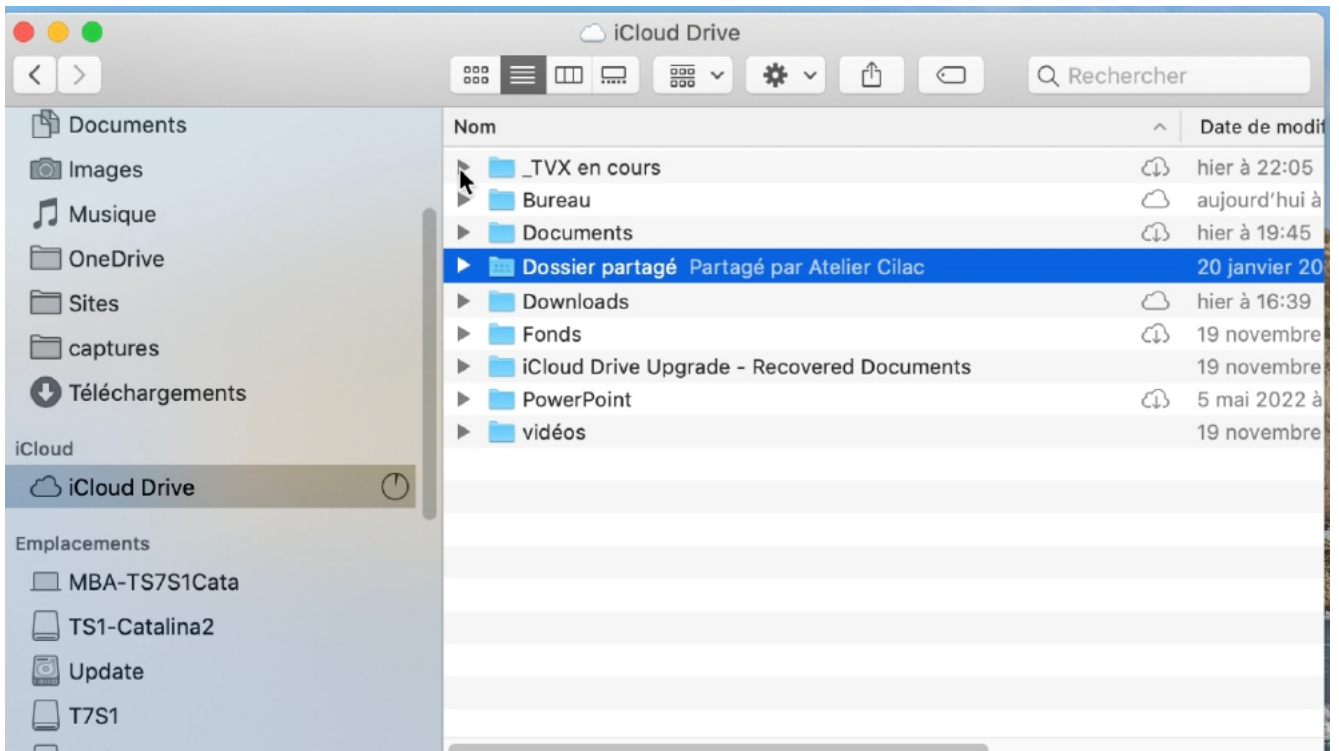 iCloud Drive
Rechercher
Documents
Images
Musique
OneDrive
Sites
captures
Téléchargements
iCloud
iCloud Drive
Emplacements
MBA-TS7S1Cata
TS1-Catalina2
Update
T7S1
Nom Date de modif
_TVX en cours hier à 22:05
Bureau aujourd'hui à
Documents hier à 19:45
Dossier partagé Partagé par Atelier Cilac 20 janvier 20
Downloads hier à 16:39
Fonds 19 novembre
iCloud Drive Upgrade - Recovered Documents 19 novembre
PowerPoint 5 mai 2022 à
vidéos 19 novembre